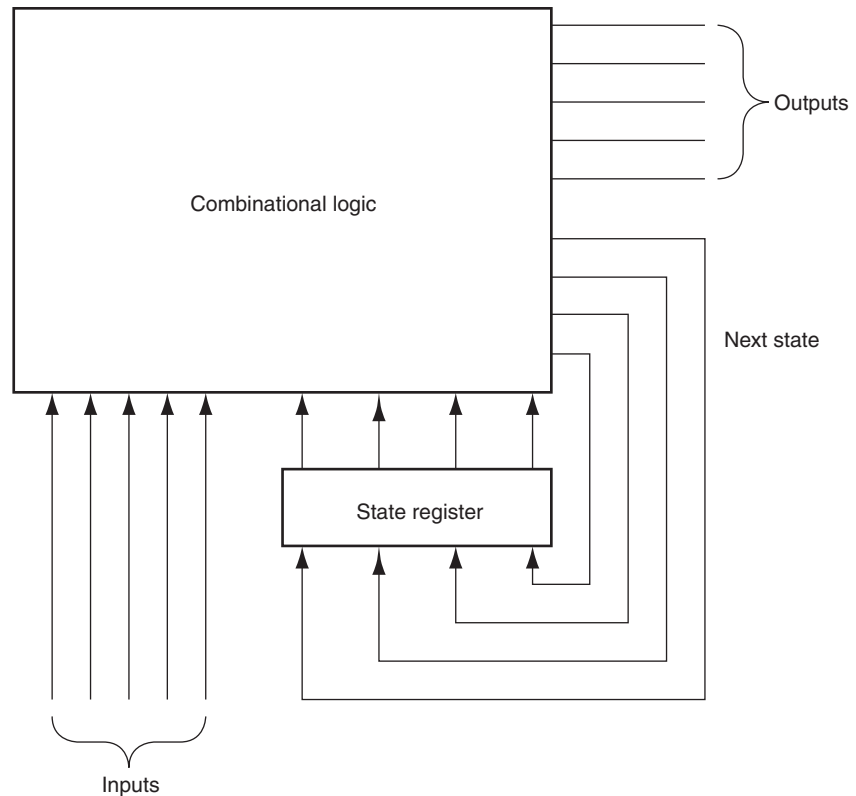 Outputs
Combinational logic
Next state
State register
Inputs